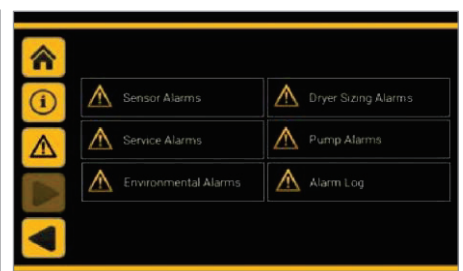 Sensor Alarms
Dryer Sizing Alarms
Service Alarms
Pump Alarms
Environmental Alarms
Alarm Log